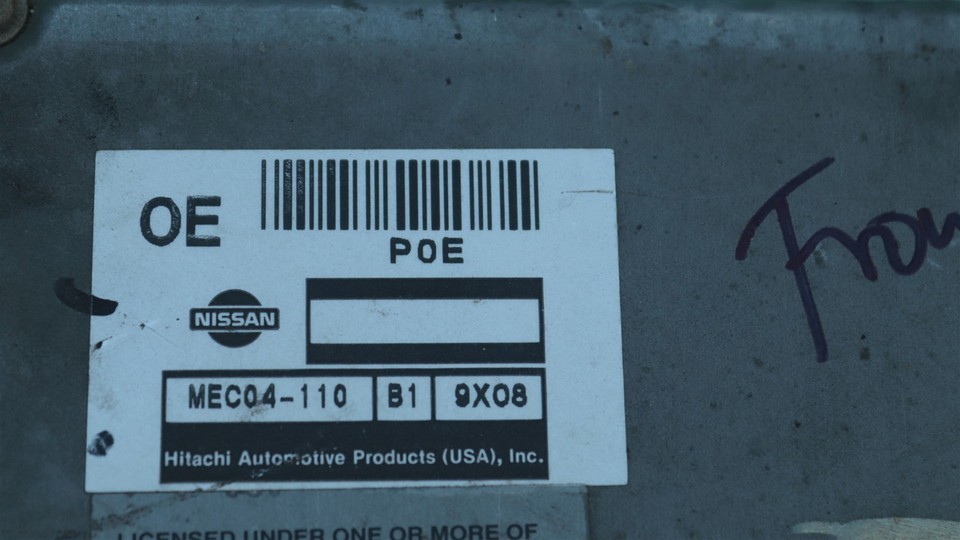 OE
P0E
NISSAN
MEC04-110 B1 9X08
Hitachi Automotive Products (USA), Inc.
LICENSED UNDER ONE OR MORE OF